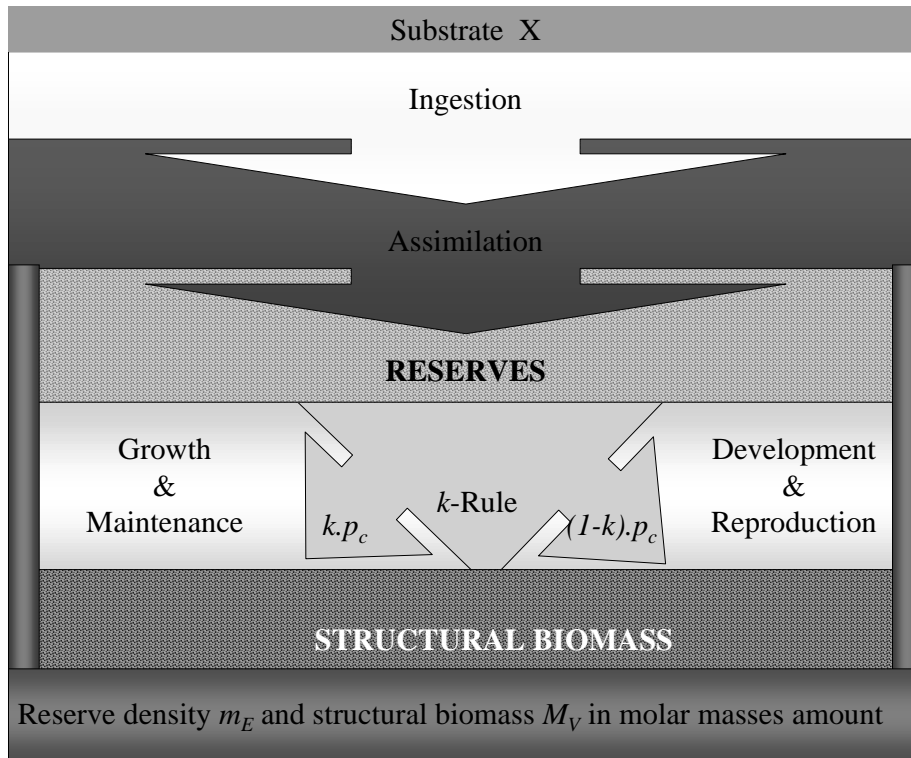 Substrate X
Ingestion
Assimilation
RESERVES
Growth
&
Maintenance
k.p_c
k-Rule
(1-k).p_c
Development
&
Reproduction
STRUCTURAL BIOMASS
Reserve density m_E and structural biomass M_V in molar masses amount